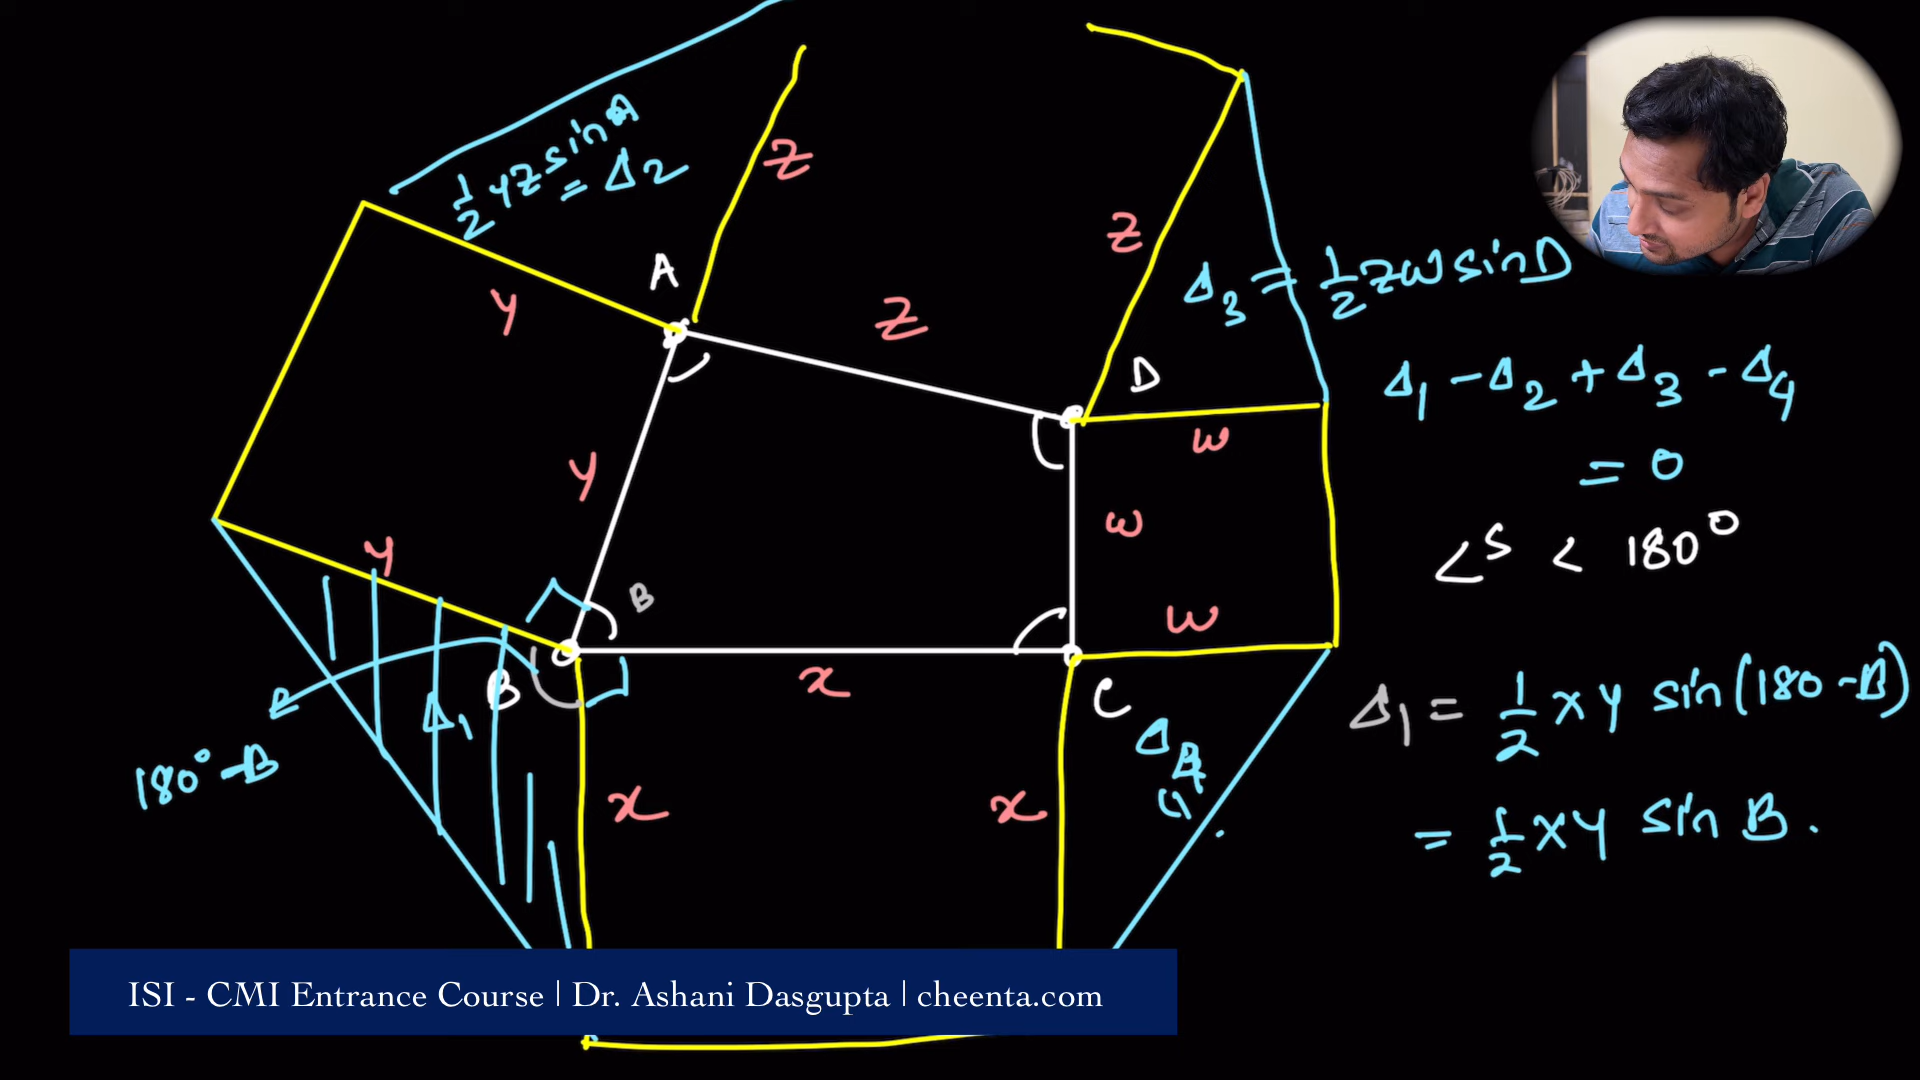 ½ yz sin A
= Δ2
z
z
A
y
z
Δ3 = ½ zw sin D
D
Δ1 - Δ2 + Δ3 - Δ4
= 0
w
y
w
∠s < 180°
y
B
w
x
B
C
Δ1 = ½ xy sin(180 - B)
Δ1
Δ4
180° - B
x
x
= ½ xy sin B.
ISI - CMI Entrance Course | Dr. Ashani Dasgupta | cheenta.com